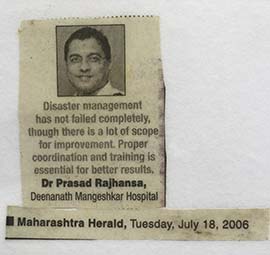 Disaster management
has not failed completely,
though there is a lot of scope
for improvement. Proper
coordination and training is
essential for better results.
Dr Prasad Rajhansa,
Deenanath Mangeshkar Hospital
Maharashtra Herald, Tuesday, July 18, 2006